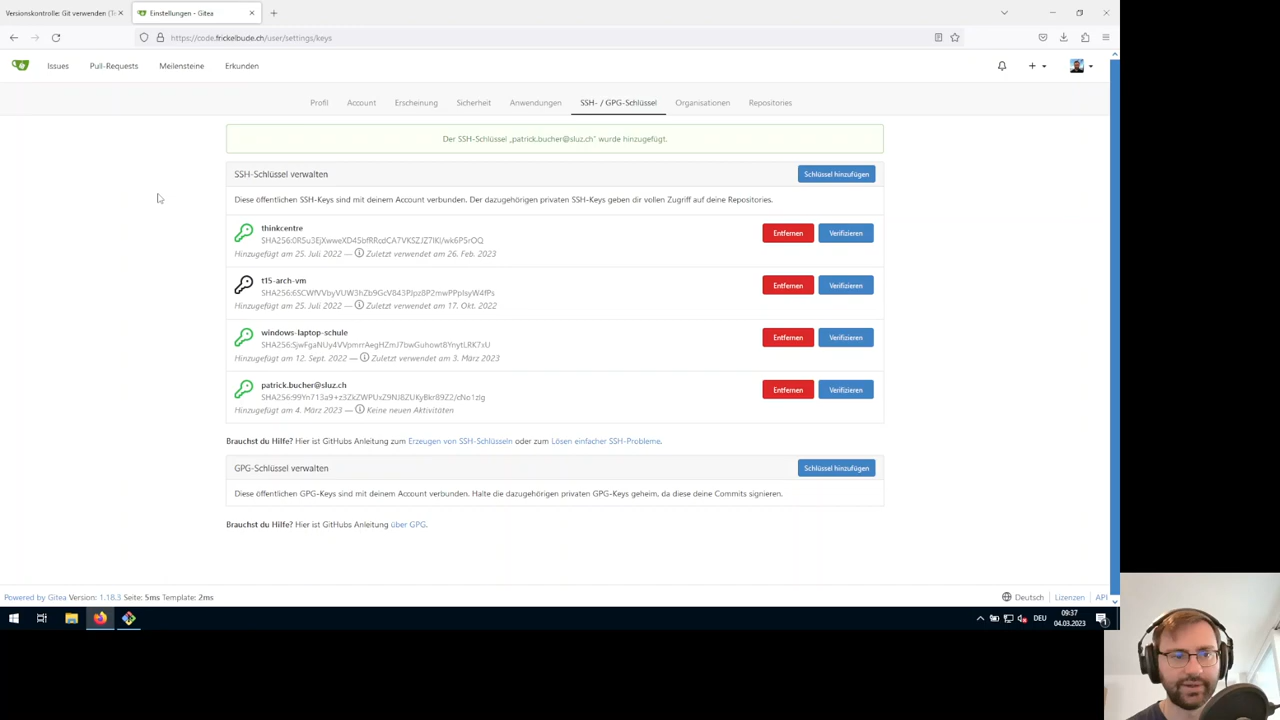 Versionskontrolle: Git verwenden (T
Einstellungen - Gitea
https://code.frickelbude.ch/user/settings/keys
Issues Pull-Requests Meilensteine Erkunden
Profil Account Erscheinung Sicherheit Anwendungen SSH- / GPG-Schlüssel Organisationen Repositories
Der SSH-Schlüssel „patrick.bucher@sluz.ch" wurde hinzugefügt.
SSH-Schlüssel verwalten
Schlüssel hinzufügen
Diese öffentlichen SSH-Keys sind mit deinem Account verbunden. Der dazugehörigen privaten SSH-Keys geben dir vollen Zugriff auf deine Repositories.
thinkcentre
Hinzugefügt am 25. Juli 2022 — Zuletzt verwendet am 26. Feb. 2023
Entfernen Verifizieren
t15-arch-vm
Hinzugefügt am 25. Juli 2022 — Zuletzt verwendet am 17. Okt. 2022
Entfernen Verifizieren
windows-laptop-schule
Hinzugefügt am 12. Sept. 2022 — Zuletzt verwendet am 3. März 2023
Entfernen Verifizieren
patrick.bucher@sluz.ch
Hinzugefügt am 4. März 2023 — Keine neuen Aktivitäten
Entfernen Verifizieren
Brauchst du Hilfe? Hier ist GitHubs Anleitung zum Erzeugen von SSH-Schlüsseln oder zum Lösen einfacher SSH-Probleme.
GPG-Schlüssel verwalten
Schlüssel hinzufügen
Diese öffentlichen GPG-Keys sind mit deinem Account verbunden. Halte die dazugehörigen privaten GPG-Keys geheim, da diese deine Commits signieren.
Brauchst du Hilfe? Hier ist GitHubs Anleitung über GPG.
Powered by Gitea Version: 1.18.3 Seite: 5ms Template: 2ms
Deutsch Lizenzen API
DEU
09:37
04.03.2023